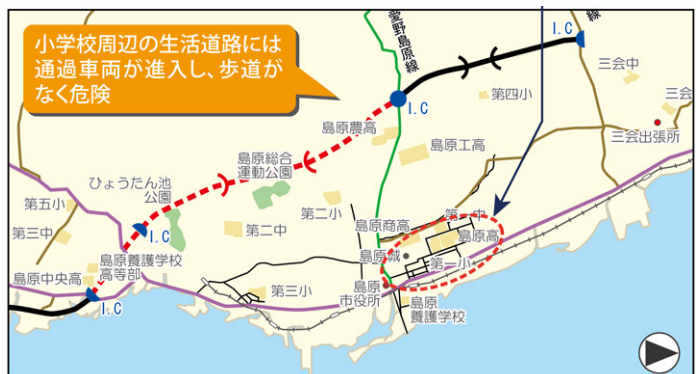 小学校周辺の生活道路には
通過車両が進入し、歩道が
なく危険
愛野島原線
線
I.C
三会中
三会
第四小
I.C
三会出張所
島原農高
島原工高
島原総合
運動公園
ひょうたん池
公園
第五小
第二小
島原商高
第一中
島原高
第三中
I.C
第二中
島原城
第一小
島原養護学校
高等部
島原中央高
第三小
島原
市役所
島原
養護学校
I.C